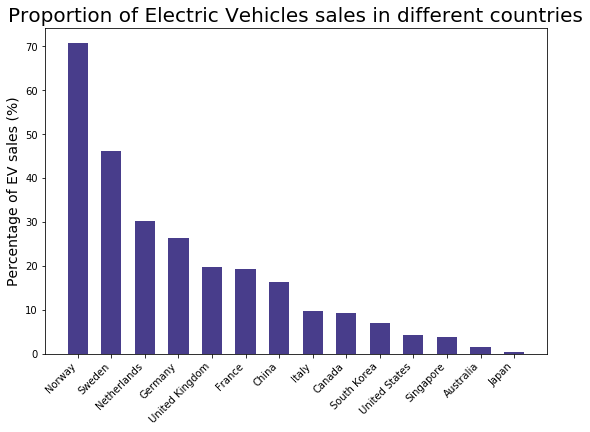 Proportion of Electric Vehicles sales in different countries
Percentage of EV sales (%)
70
60
50
40
30
20
10
0
Norway
Sweden
Netherlands
Germany
United Kingdom
France
China
Italy
Canada
South Korea
United States
Singapore
Australia
Japan